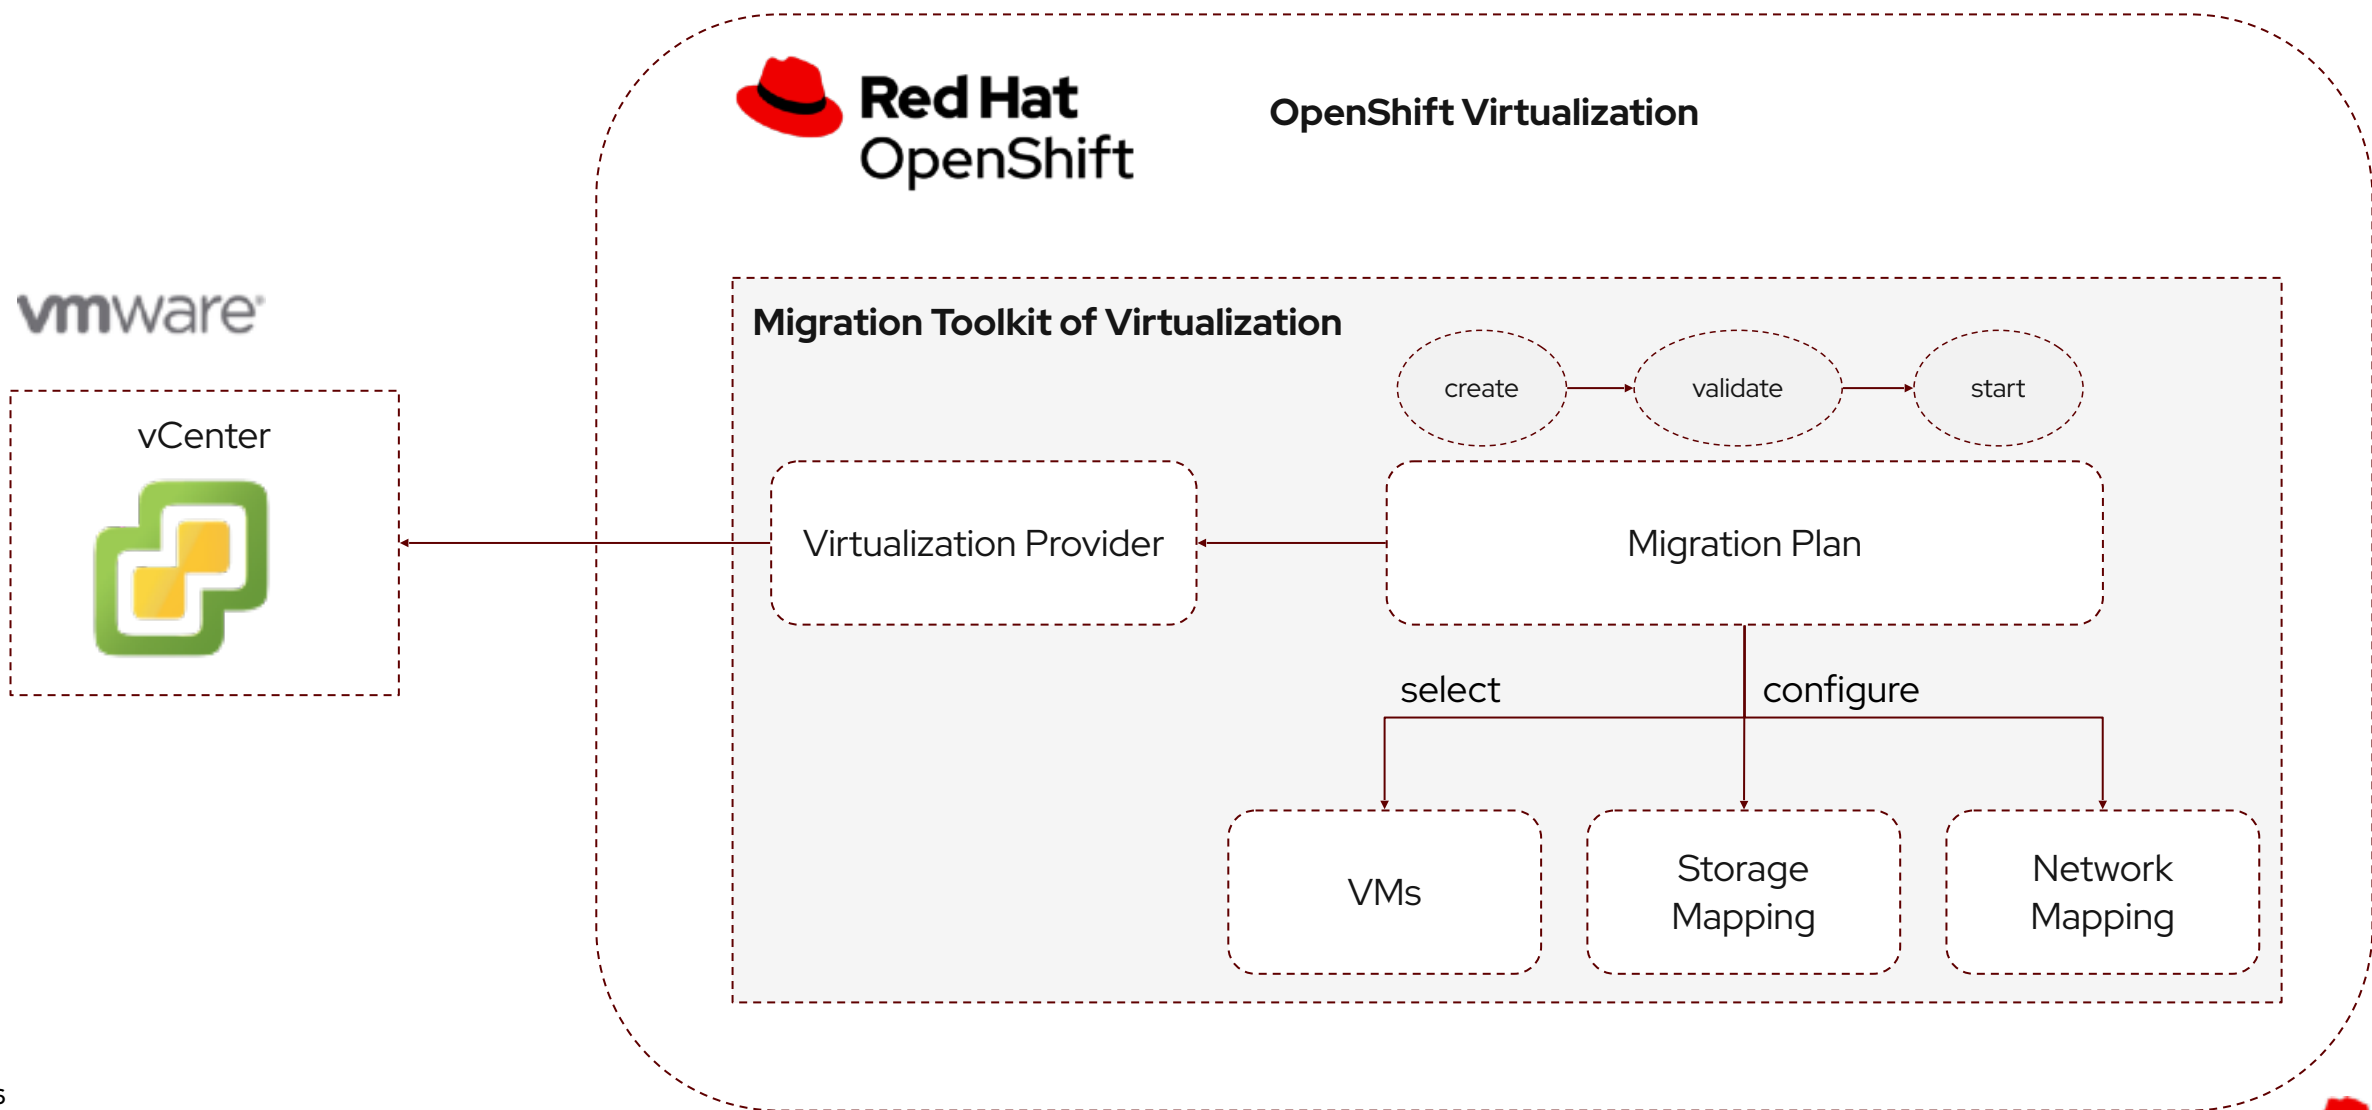 Red Hat
OpenShift
OpenShift Virtualization
vmware
Migration Toolkit of Virtualization
create
validate
start
vCenter
Virtualization Provider
Migration Plan
select
configure
VMs
Storage
Mapping
Network
Mapping